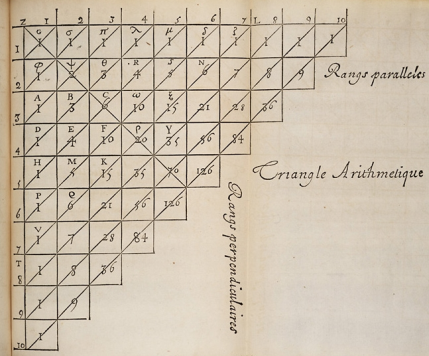 Z 1 2 3 4 5 6 7 L 8 9 10
G σ π λ μ δ ζ
1 1 1 1 1 1 1 1 1 1 1
φ ψ θ R S N
2 1 2 3 4 5 6 7 8 9 Rangs paralleles
A B C ω ξ
3 1 3 6 10 15 21 28 36
D E F ρ Y
4 1 4 10 20 35 56 84
H M K
5 1 5 15 35 70 126 Triangle Arithmetique
P Q
6 1 6 21 56 126
V
7 1 7 28 84
T
8 1 8 36
9 1 9
10 1
Rangs perpendiculaires